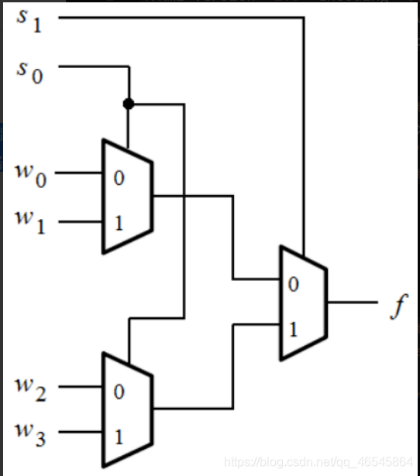 s1
s0
w0
0
w1
1
0
f
1
w2
0
w3
1
https://blog.csdn.net/qq_46545864